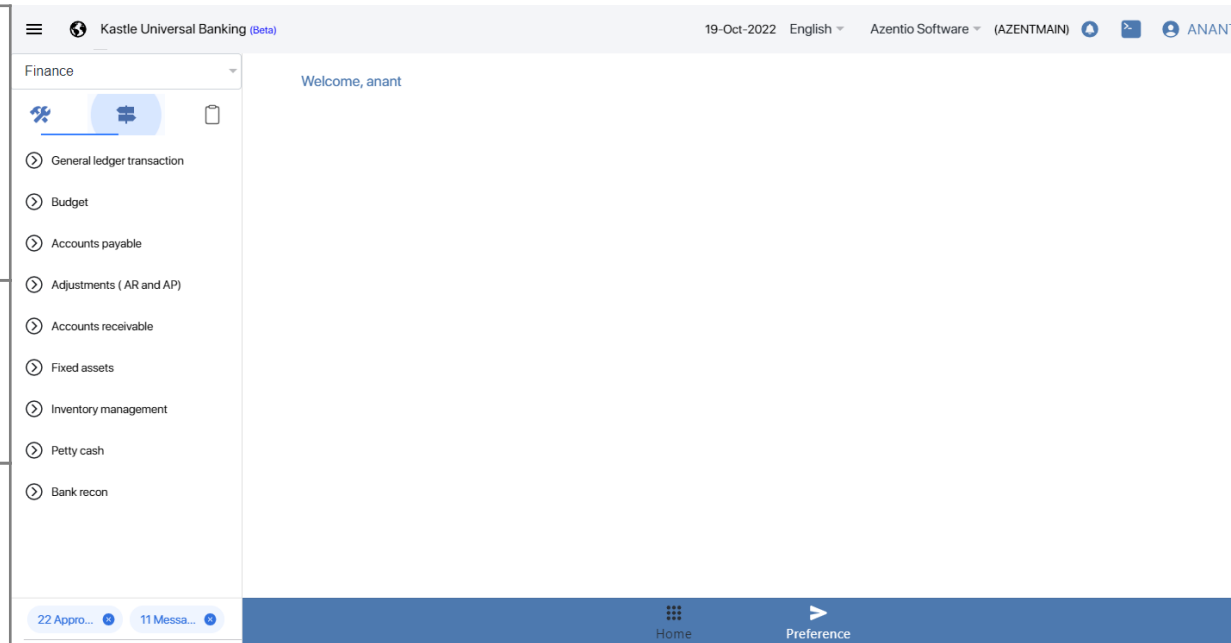 Kastle Universal Banking (Beta) 19-Oct-2022 English Azentio Software (AZENTMAIN) ANANT
Finance
Welcome, anant
General ledger transaction
Budget
Accounts payable
Adjustments ( AR and AP)
Accounts receivable
Fixed assets
Inventory management
Petty cash
Bank recon
22 Appro... 11 Messa...
Home Preference